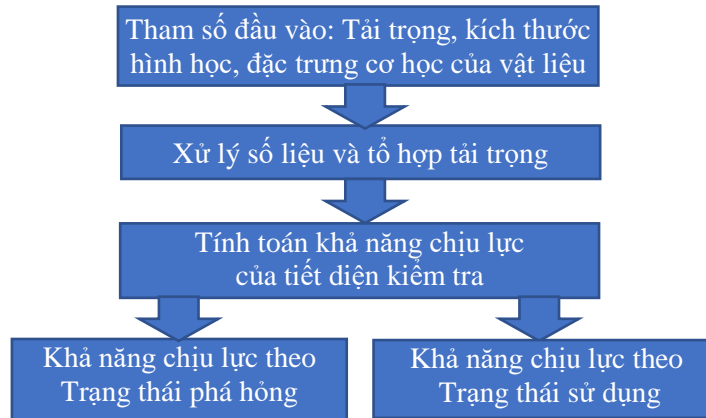 Tham số đầu vào: Tải trọng, kích thước
hình học, đặc trưng cơ học của vật liệu
Xử lý số liệu và tổ hợp tải trọng
Tính toán khả năng chịu lực
của tiết diện kiểm tra
Khả năng chịu lực theo
Trạng thái phá hỏng
Khả năng chịu lực theo
Trạng thái sử dụng